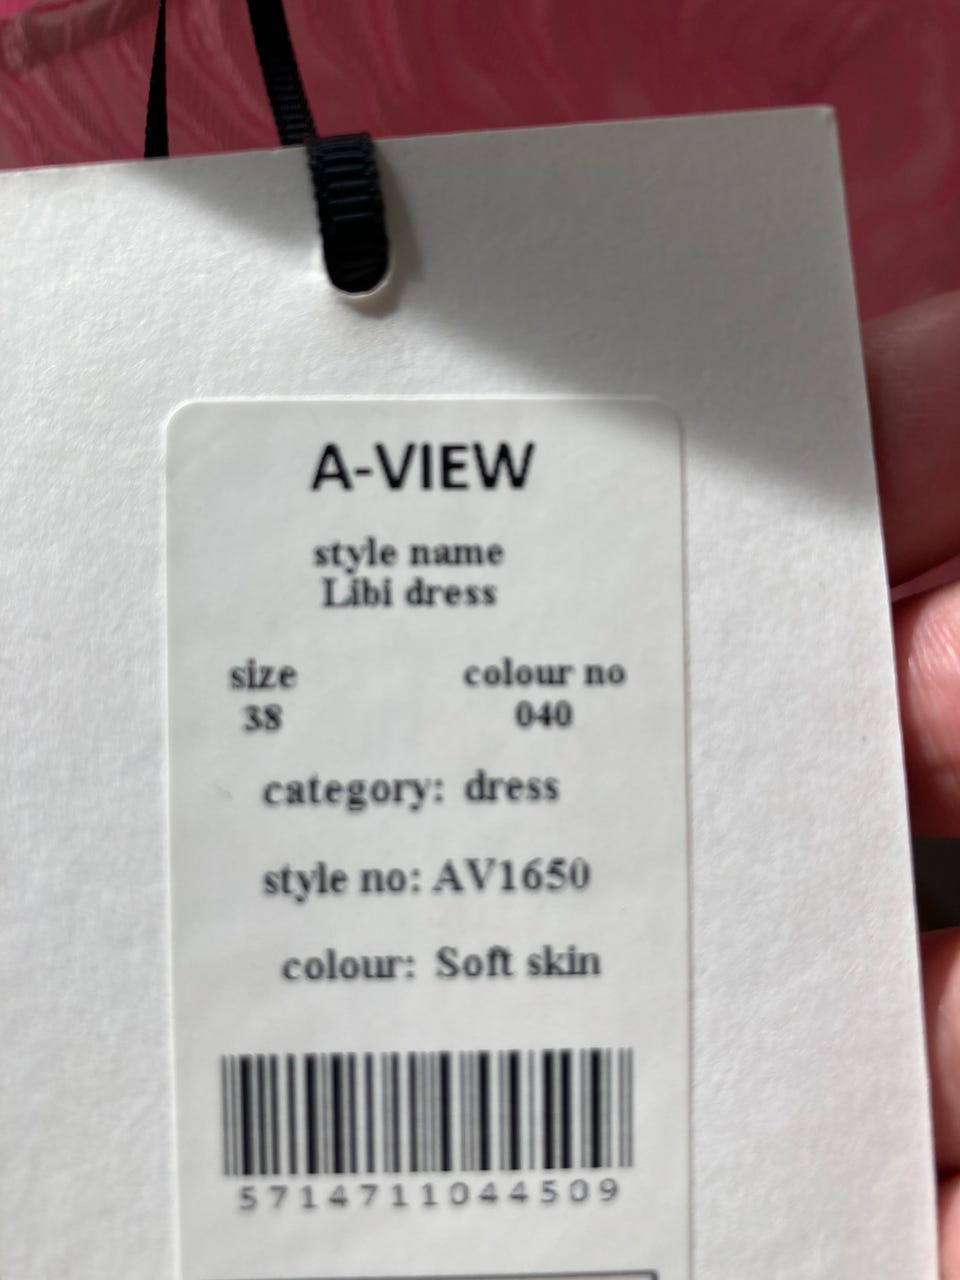 A-VIEW
style name
Libi dress
size colour no
38 040
category: dress
style no: AV1650
colour: Soft skin
5714711044509